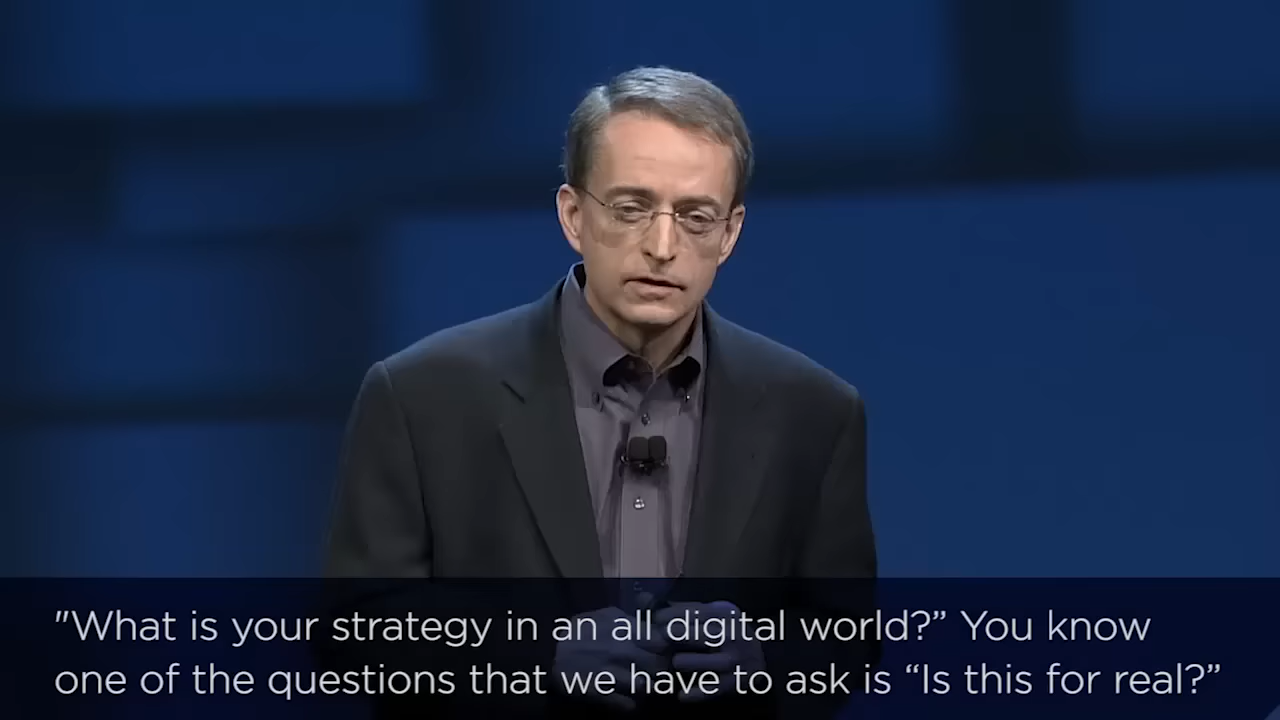 "What is your strategy in an all digital world?” You know
one of the questions that we have to ask is “Is this for real?”